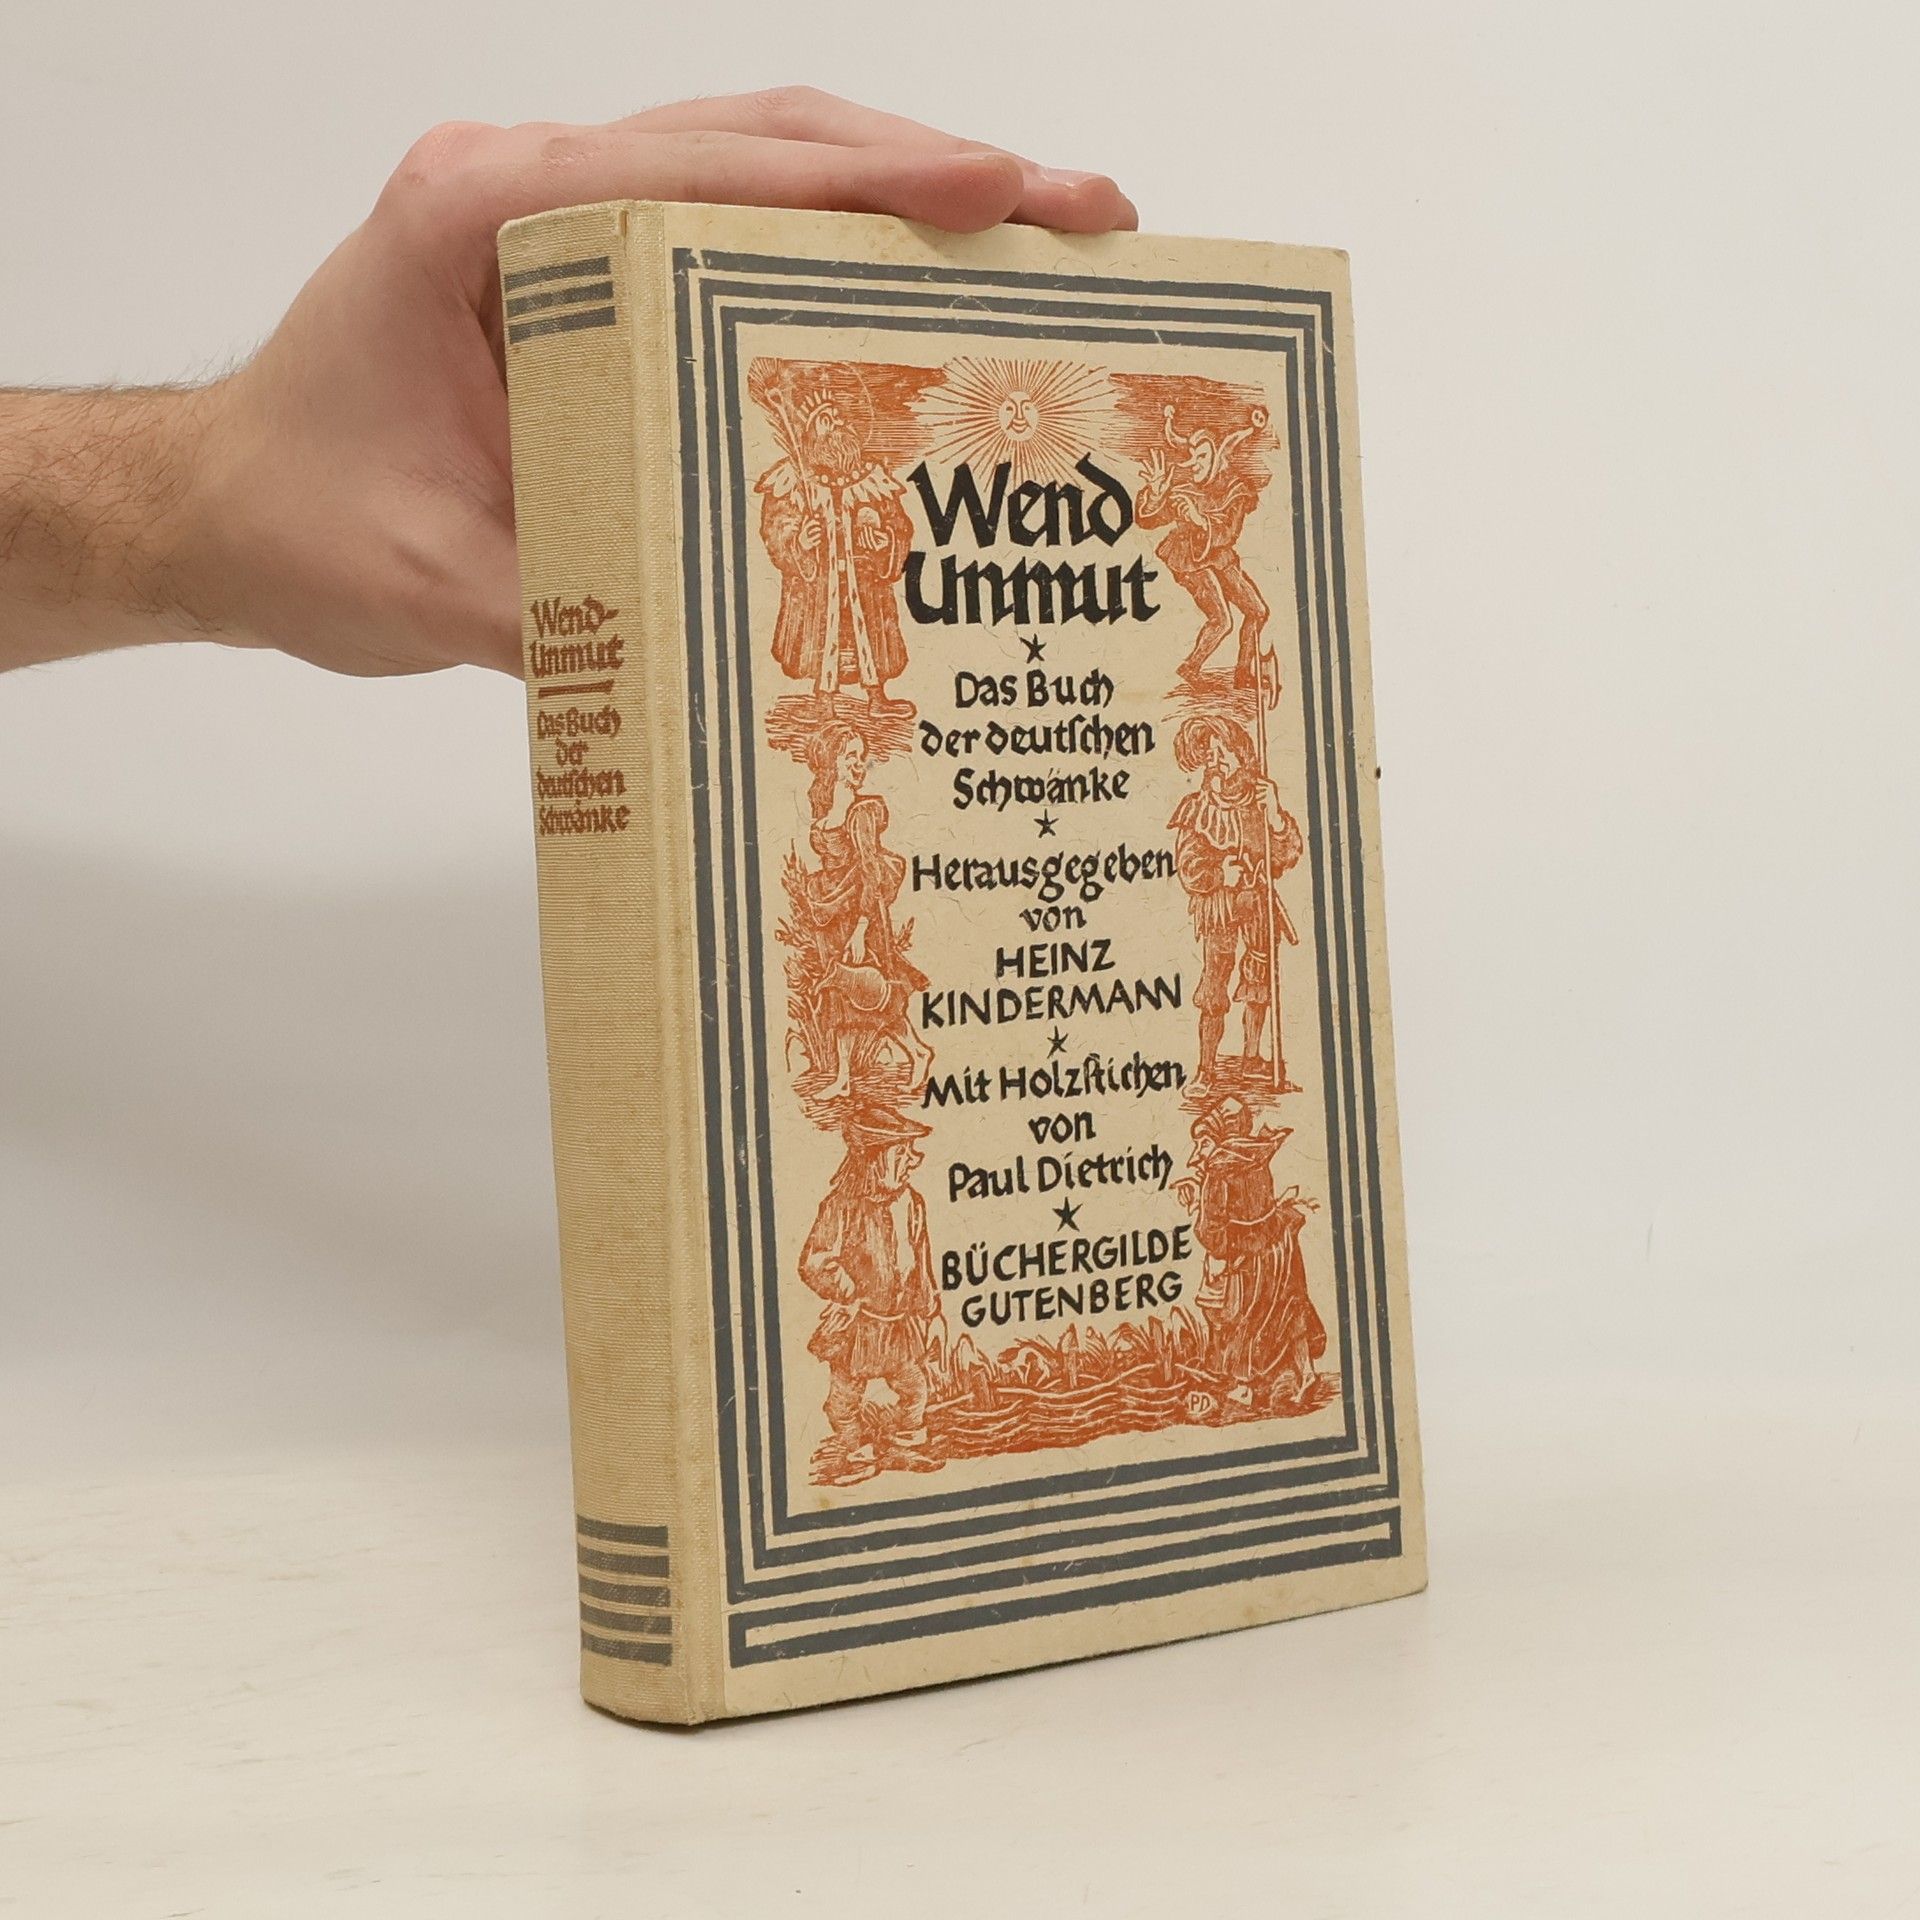 Wend-
Unmut
Das Buch
der
deutſchen
Schwänke
Wend
Unmut
Das Buch
der deutſchen
Schwänke
Herausgegeben
von
HEINZ
KINDERMANN
Mit Holzſtichen
von
Paul Dietrich
BÜCHERGILDE
GUTENBERG
PD